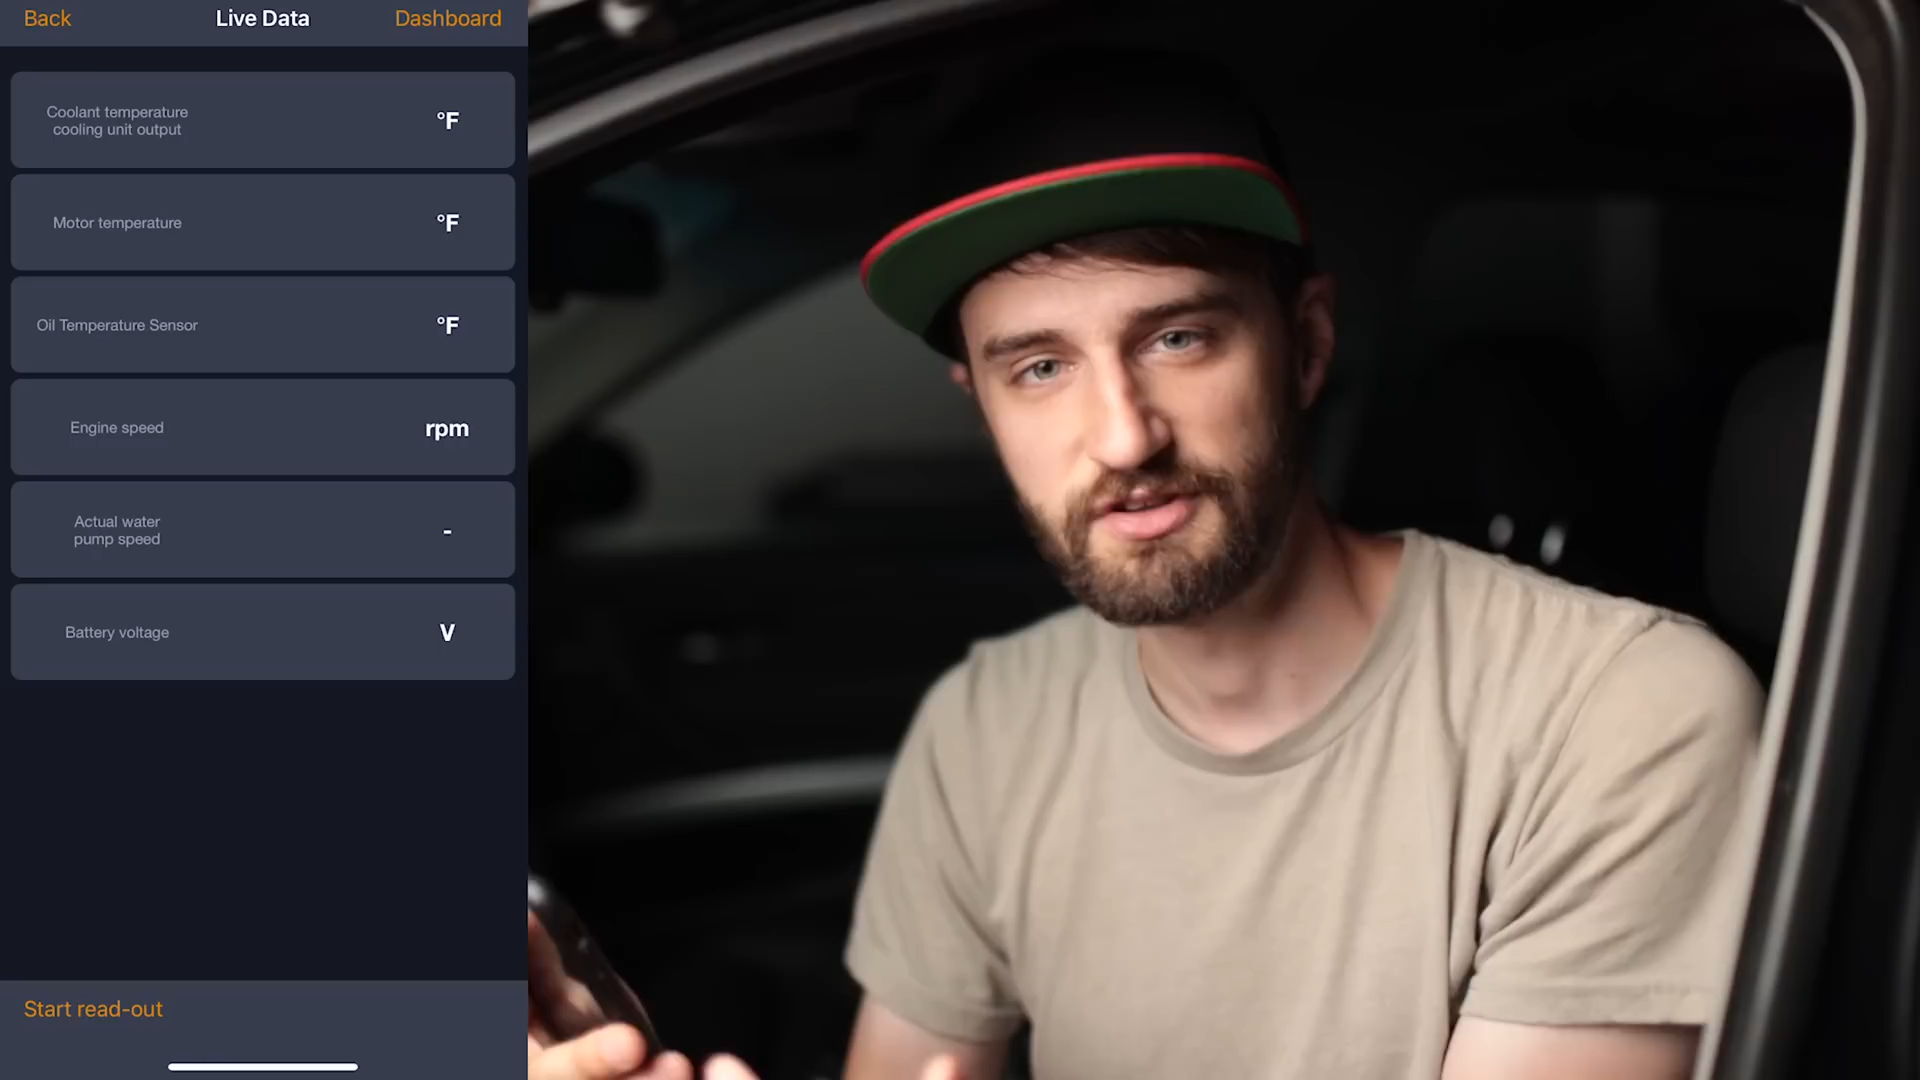 Back Live Data Dashboard
Coolant temperature
cooling unit output
°F
Motor temperature °F
Oil Temperature Sensor °F
Engine speed rpm
Actual water
pump speed
-
Battery voltage V
Start read-out